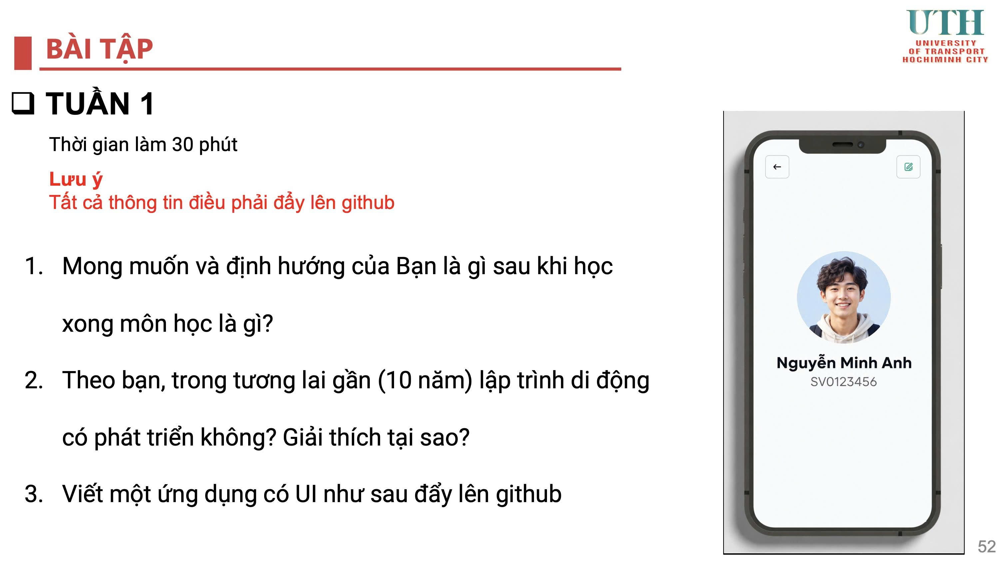 UTH
UNIVERSITY
OF TRANSPORT
HOCHIMINH CITY
BÀI TẬP
TUẦN 1
Thời gian làm 30 phút
Lưu ý
Tất cả thông tin điều phải đẩy lên github
1. Mong muốn và định hướng của Bạn là gì sau khi học
xong môn học là gì?
2. Theo bạn, trong tương lai gần (10 năm) lập trình di động
có phát triển không? Giải thích tại sao?
3. Viết một ứng dụng có UI như sau đẩy lên github
Nguyễn Minh Anh
SV0123456
52